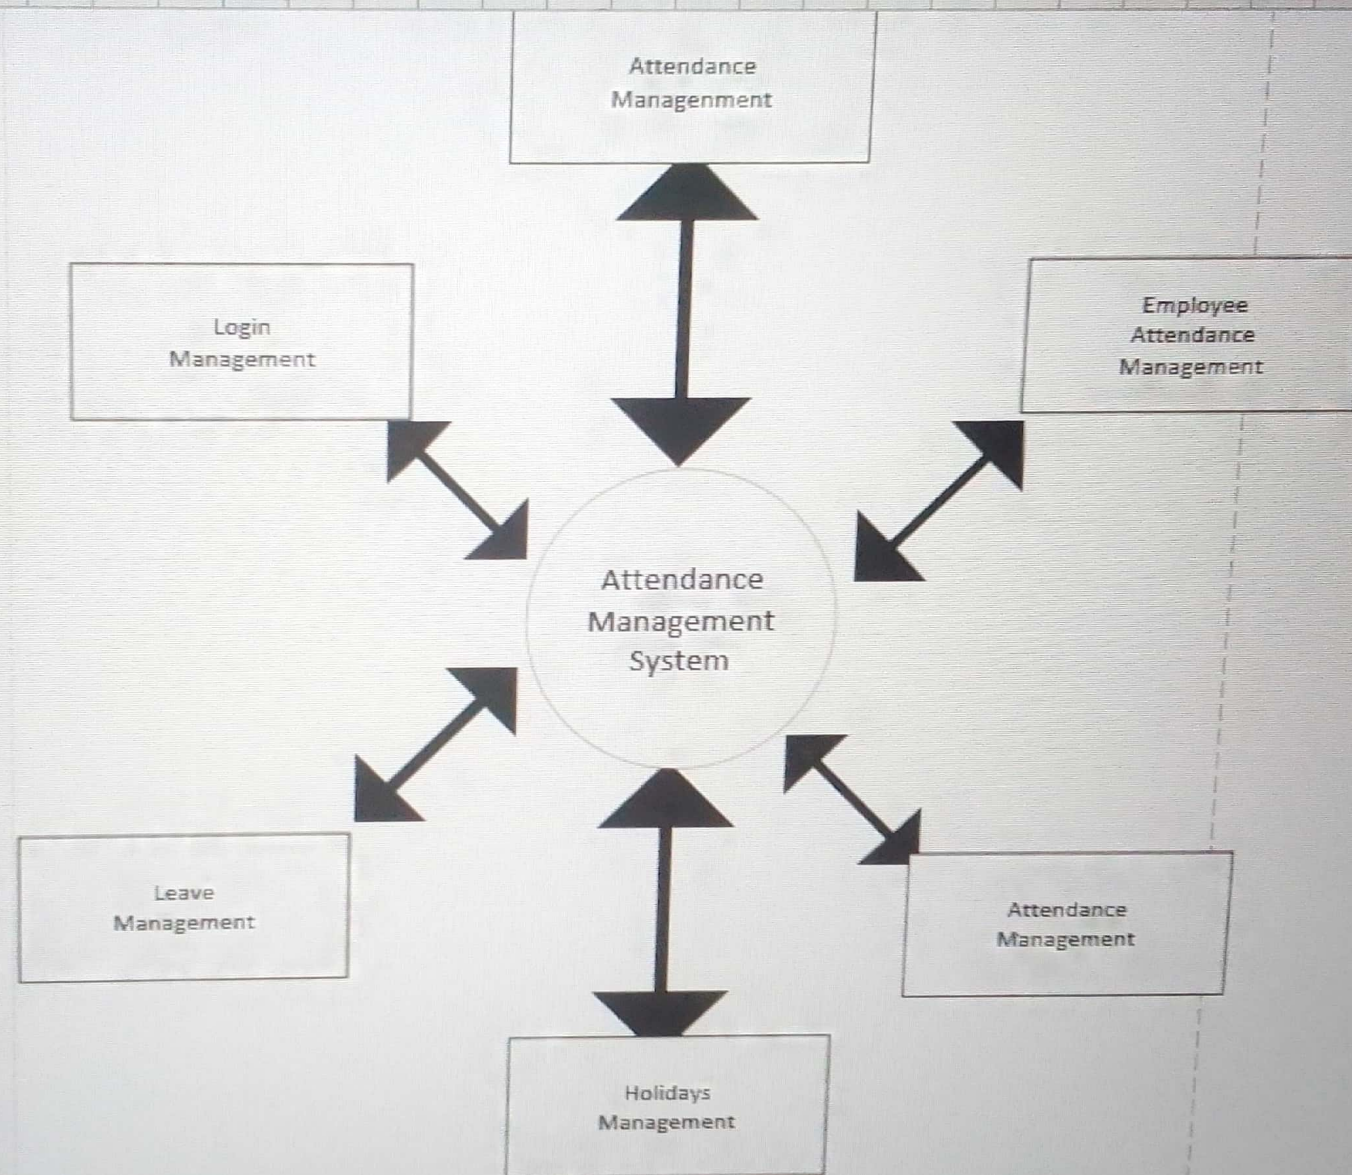 Attendance
Managenment
Login
Management
Employee
Attendance
Management
Attendance
Management
System
Leave
Management
Attendance
Management
Holidays
Management